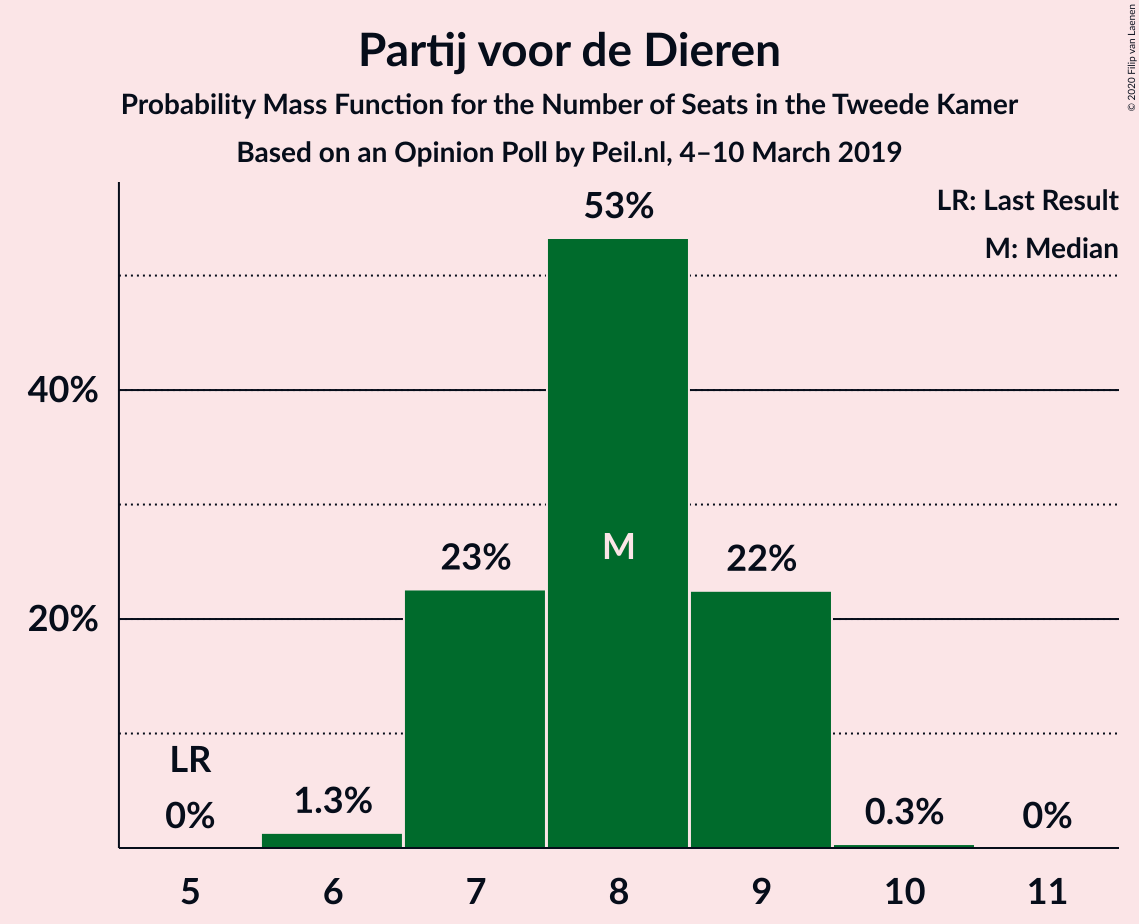 Partij voor de Dieren
Probability Mass Function for the Number of Seats in the Tweede Kamer
Based on an Opinion Poll by Peil.nl, 4–10 March 2019
© 2020 Filip van Laenen
LR: Last Result
M: Median
53%
40%
23%
M
22%
20%
LR
0%
1.3%
0.3%
0%
5 6 7 8 9 10 11